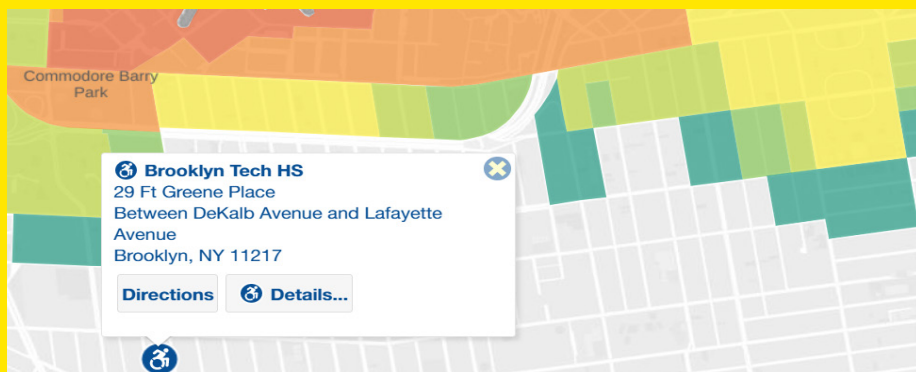 Commodore Barry
Park
Brooklyn Tech HS
29 Ft Greene Place
Between DeKalb Avenue and Lafayette
Avenue
Brooklyn, NY 11217
Directions
Details...